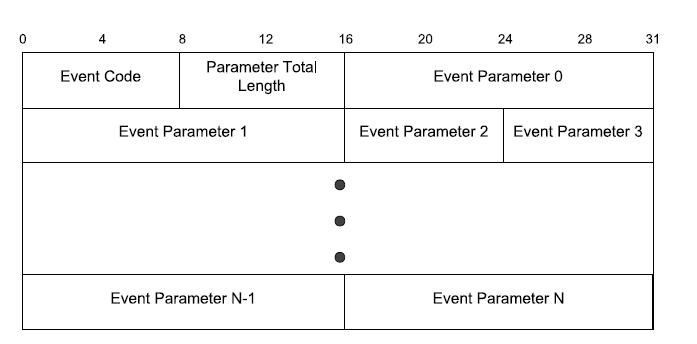 0 4 8 12 16 20 24 28 31
Event Code
Parameter Total
Length
Event Parameter 0
Event Parameter 1
Event Parameter 2
Event Parameter 3
Event Parameter N-1
Event Parameter N